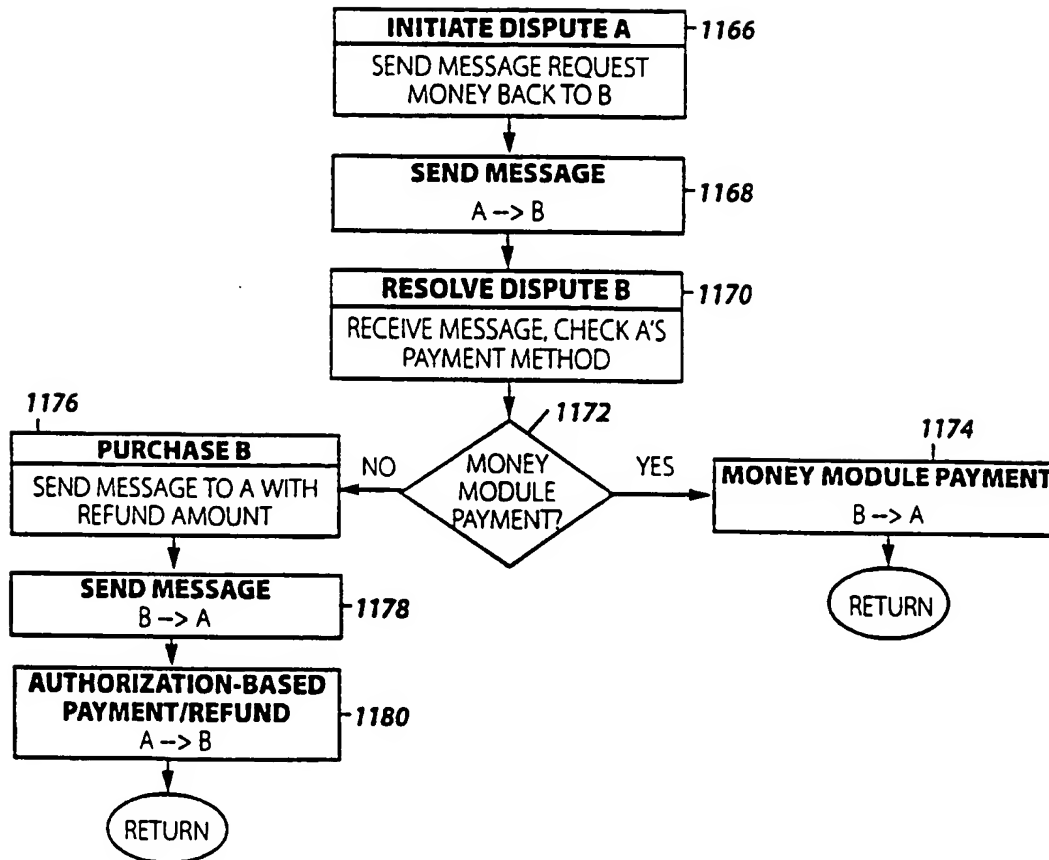 INITIATE DISPUTE A
1166
SEND MESSAGE REQUEST
MONEY BACK TO B
SEND MESSAGE
1168
A --> B
RESOLVE DISPUTE B
1170
RECEIVE MESSAGE, CHECK A'S
PAYMENT METHOD
1172
MONEY
MODULE
PAYMENT?
NO
YES
1176
PURCHASE B
SEND MESSAGE TO A WITH
REFUND AMOUNT
1174
MONEY MODULE PAYMENT
B --> A
RETURN
SEND MESSAGE
B --> A
1178
AUTHORIZATION-BASED
PAYMENT/REFUND
1180
A --> B
RETURN